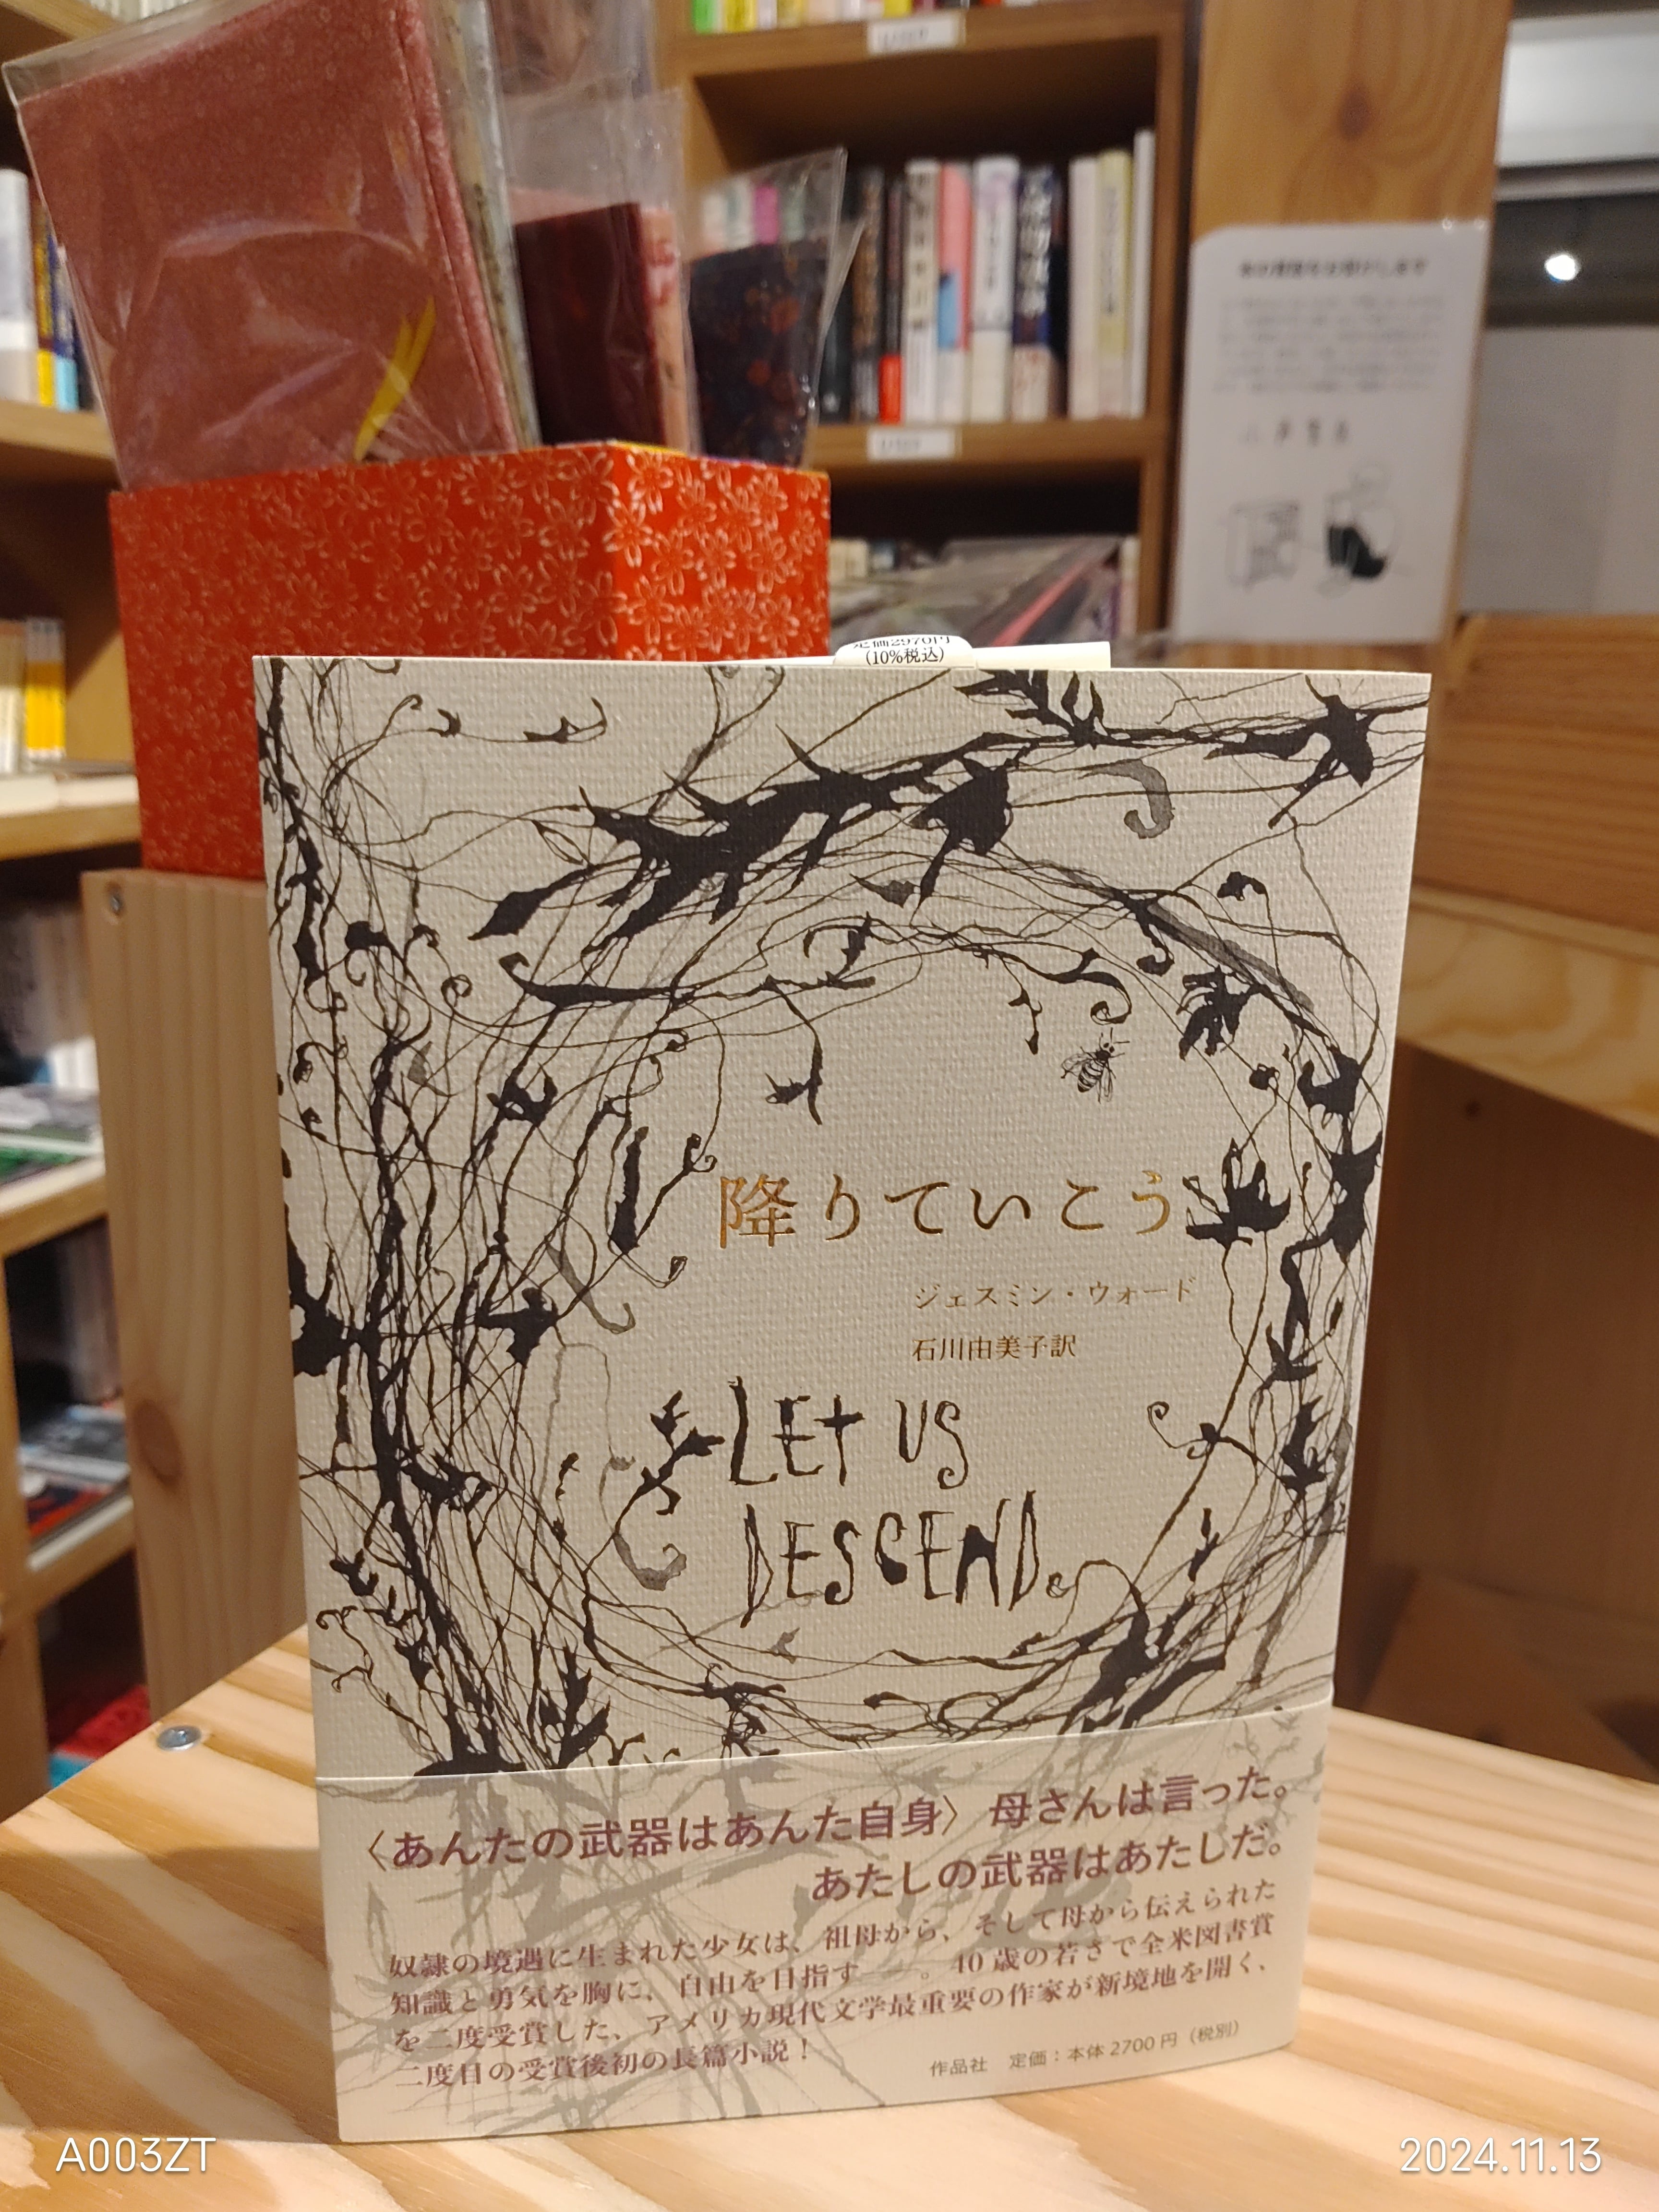 定価2970円
(10%税込)
降りていこう
ジェスミン・ウォード
石川由美子訳
LET US
DESCEND
〈あんたの武器はあんた自身〉母さんは言った。
あたしの武器はあたしだ。
奴隷の境遇に生まれた少女は、祖母から、そして母から伝えられた
知識と勇気を胸に、自由を目指す――。40歳の若さで全米図書賞
を二度受賞した、アメリカ現代文学最重要の作家が新境地を開く、
二度目の受賞後初の長篇小説！
作品社 定価：本体2700円（税別）
A003ZT
2024.11.13